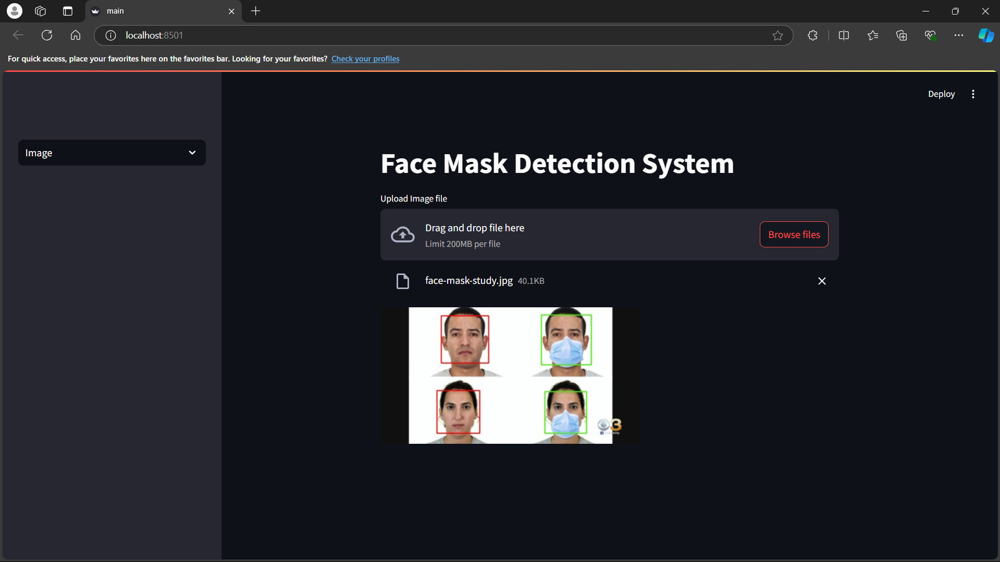 main
localhost:8501
For quick access, place your favorites here on the favorites bar. Looking for your favorites? Check your profiles
Deploy
Image
Face Mask Detection System
Upload Image file
Drag and drop file here
Limit 200MB per file
Browse files
face-mask-study.jpg 40.1KB
3